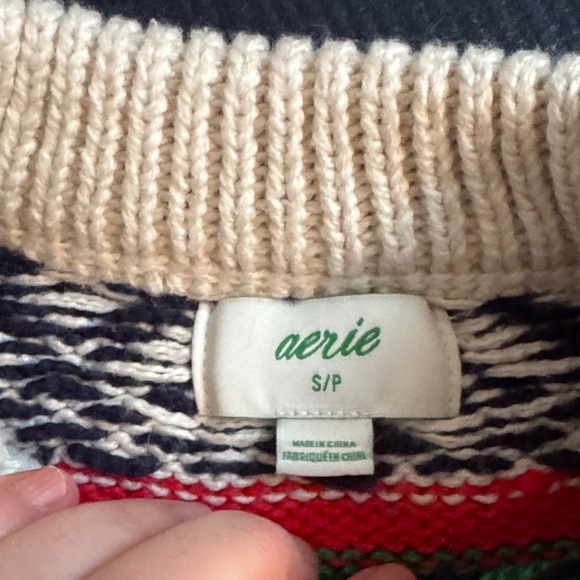 aerie
S/P
MADE IN CHINA
FABRIQUÉ EN CHINE